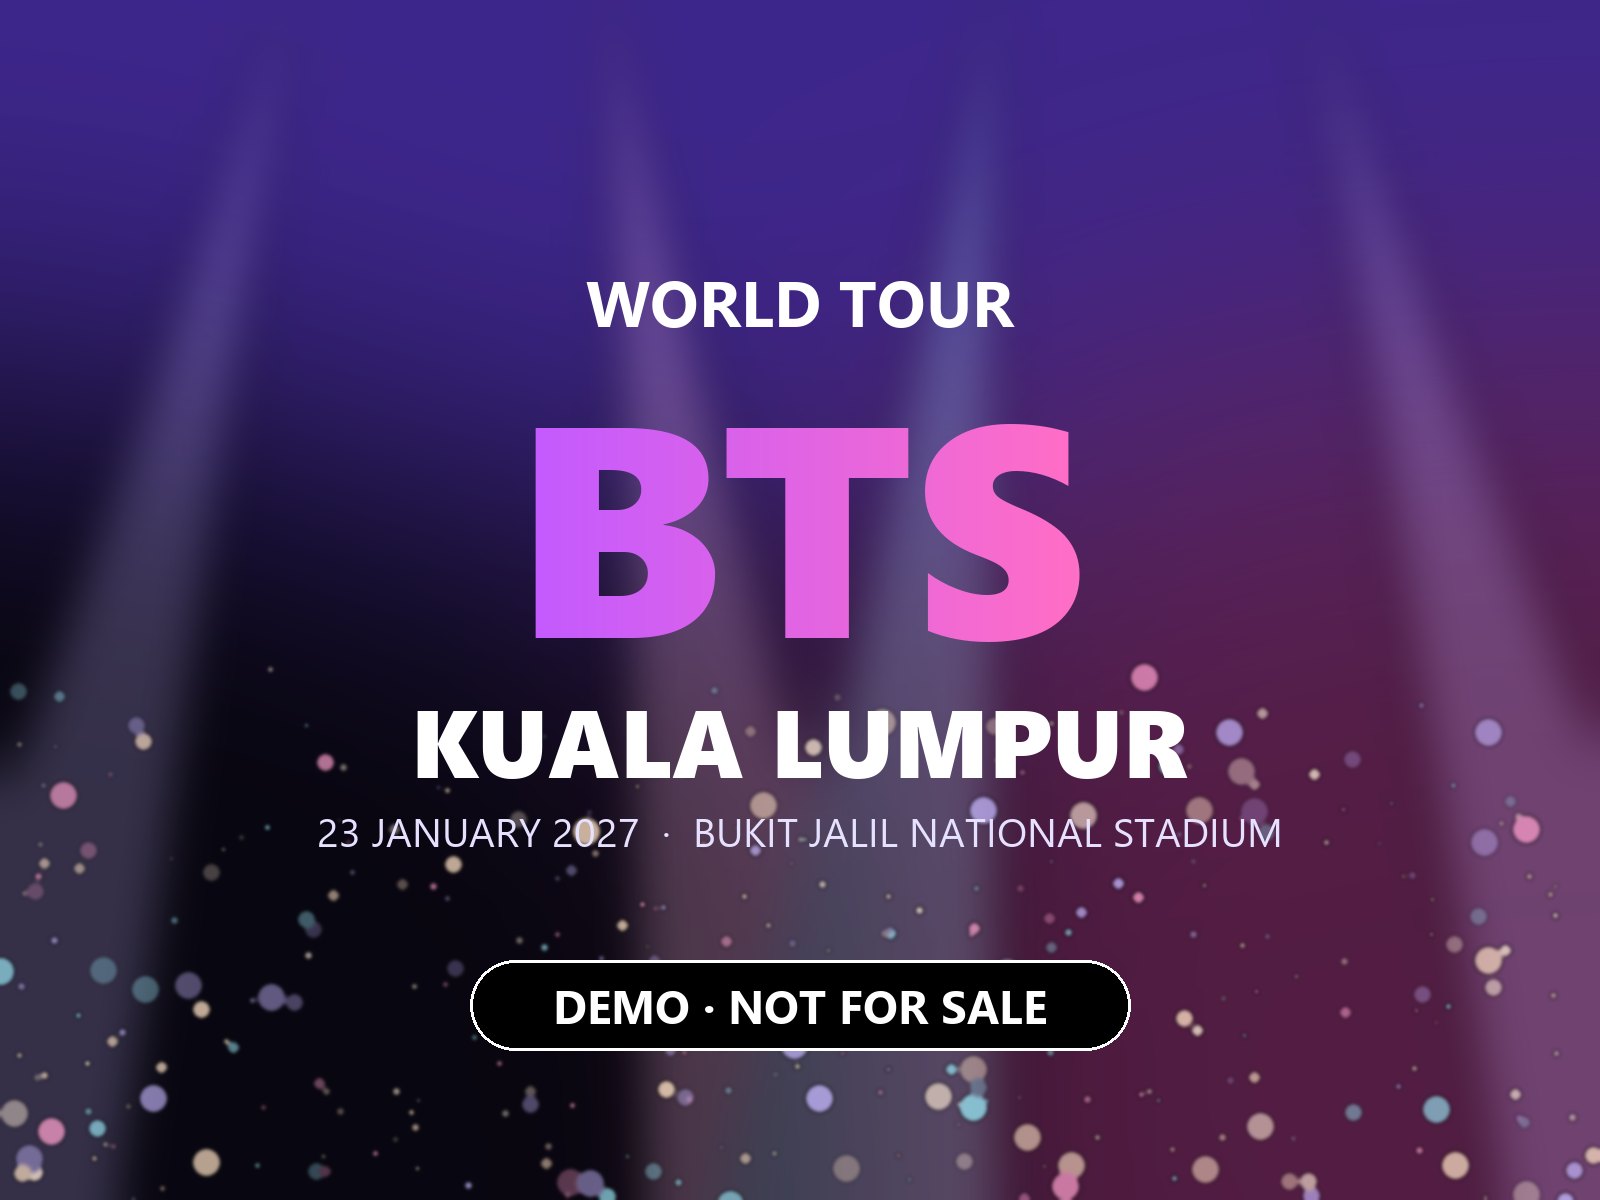 WORLD TOUR
BTS
KUALA LUMPUR
23 JANUARY 2027 · BUKIT JALIL NATIONAL STADIUM
DEMO · NOT FOR SALE